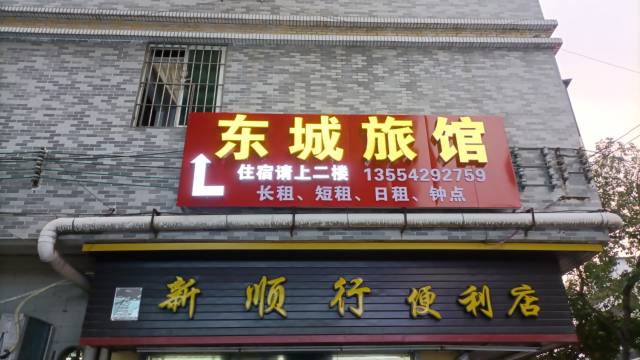 东城旅馆
住宿请上二楼 13554292759
长租、短租、日租、钟点
新顺行便利店